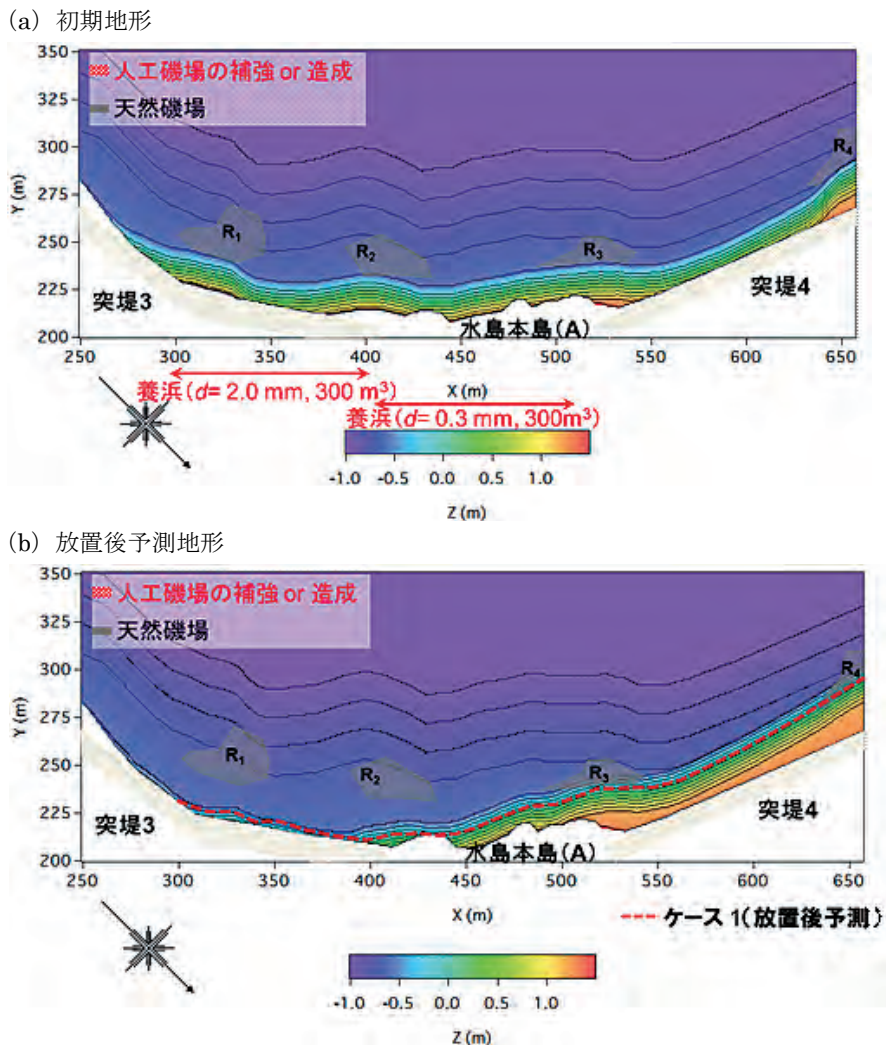 (a) 初期地形
350
325
300
275
250
225
200
Y (m)
人工磯場の補強 or 造成
天然磯場
R1
R2
R3
R4
突堤3
水島本島(A)
突堤4
250 300 350 400 450 500 550 600 650
X (m)
養浜(d= 2.0 mm, 300 m³)
養浜(d= 0.3 mm, 300m³)
-1.0 -0.5 0.0 0.5 1.0
Z (m)
(b) 放置後予測地形
350
325
300
275
250
225
200
Y (m)
人工磯場の補強 or 造成
天然磯場
R1
R2
R3
R4
突堤3
水島本島(A)
突堤4
250 300 350 400 450 500 550 600 650
X (m)
ケース 1(放置後予測)
-1.0 -0.5 0.0 0.5 1.0
Z (m)